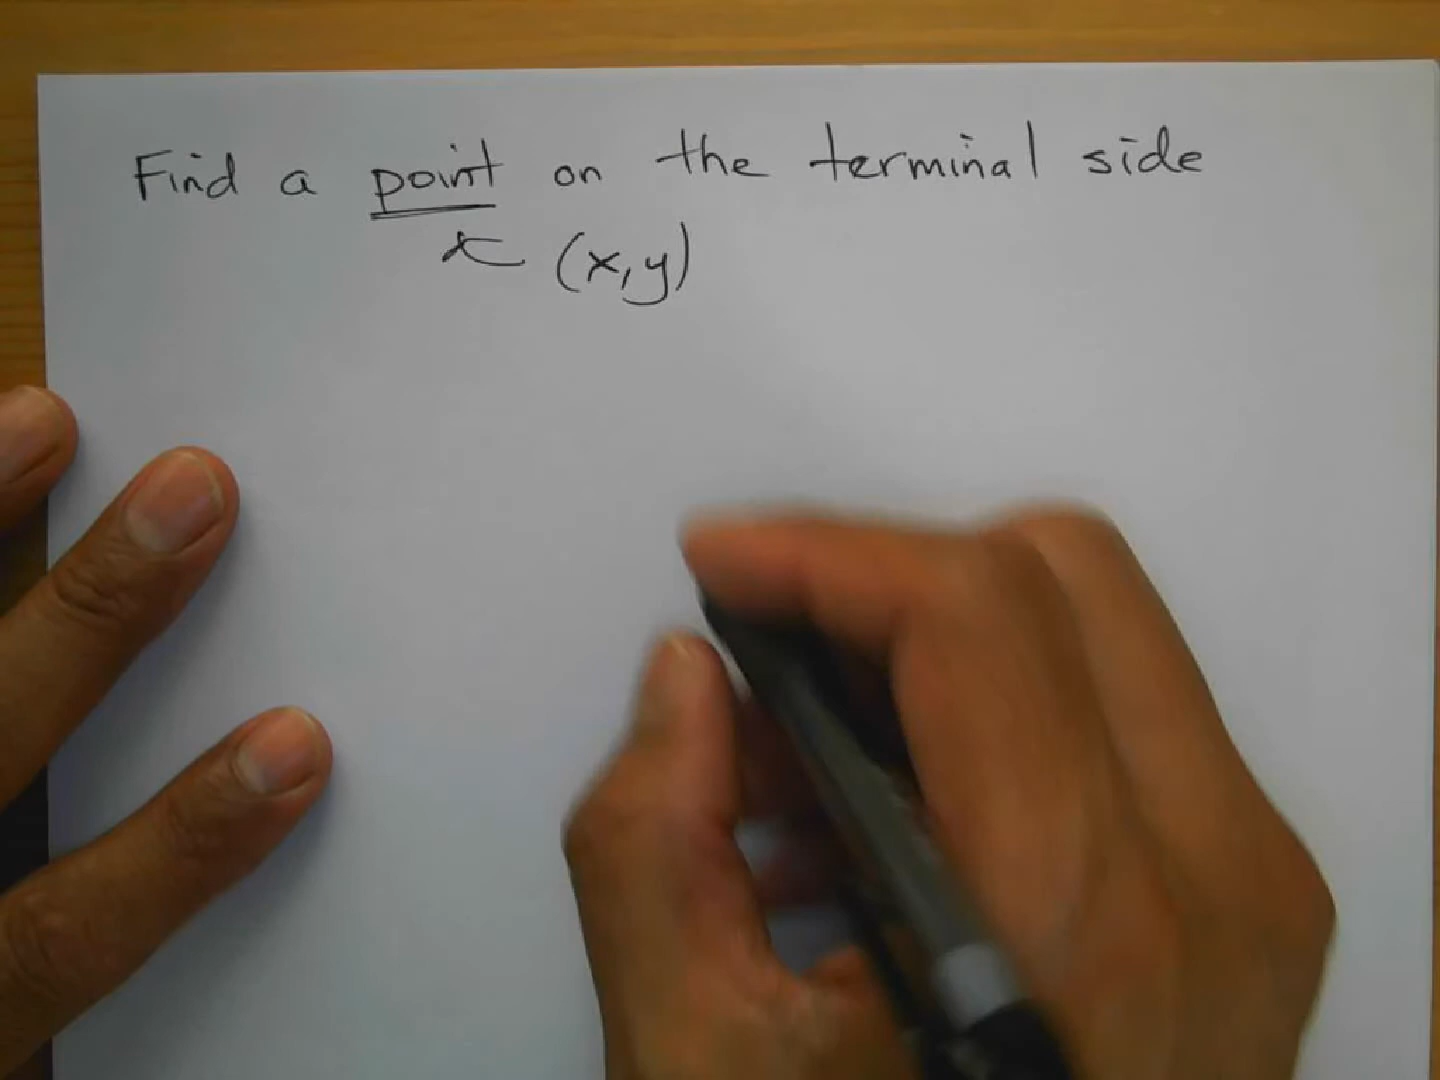 Find a point on the terminal side
(x,y)